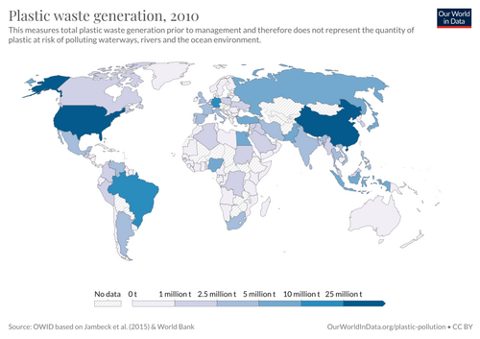 Plastic waste generation, 2010
Our World
in Data
This measures total plastic waste generation prior to management and therefore does not represent the quantity of
plastic at risk of polluting waterways, rivers and the ocean environment.
No data
0 t
1 million t
2.5 million t
5 million t
10 million t
25 million t
Source: OWID based on Jambeck et al. (2015) & World Bank
OurWorldInData.org/plastic-pollution • CC BY